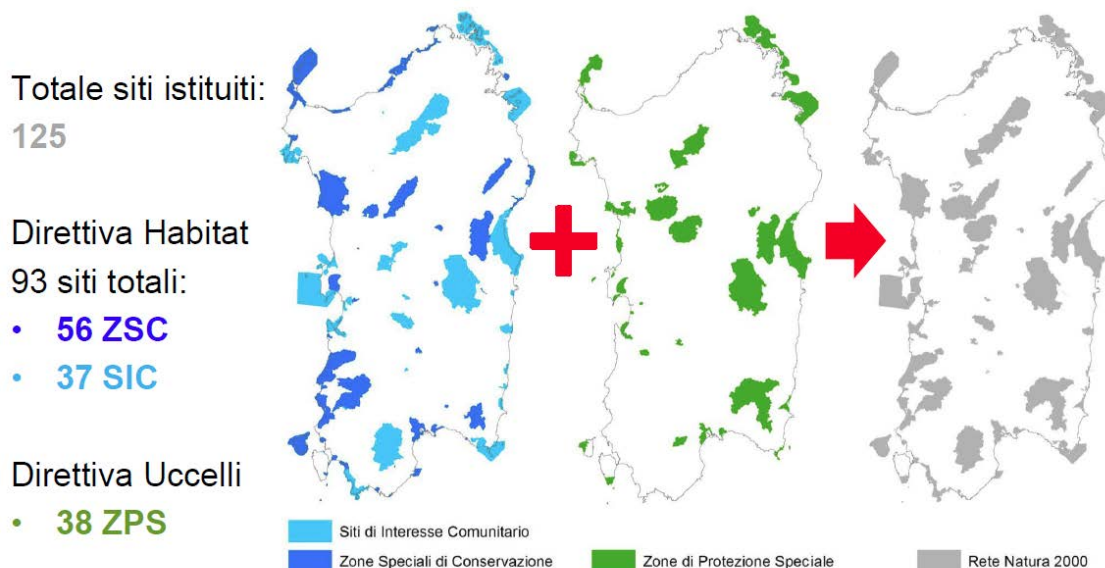 Totale siti istituiti:
125
Direttiva Habitat
93 siti totali:
• 56 ZSC
• 37 SIC
Direttiva Uccelli
• 38 ZPS
Siti di Interesse Comunitario
Zone Speciali di Conservazione
Zone di Protezione Speciale
Rete Natura 2000